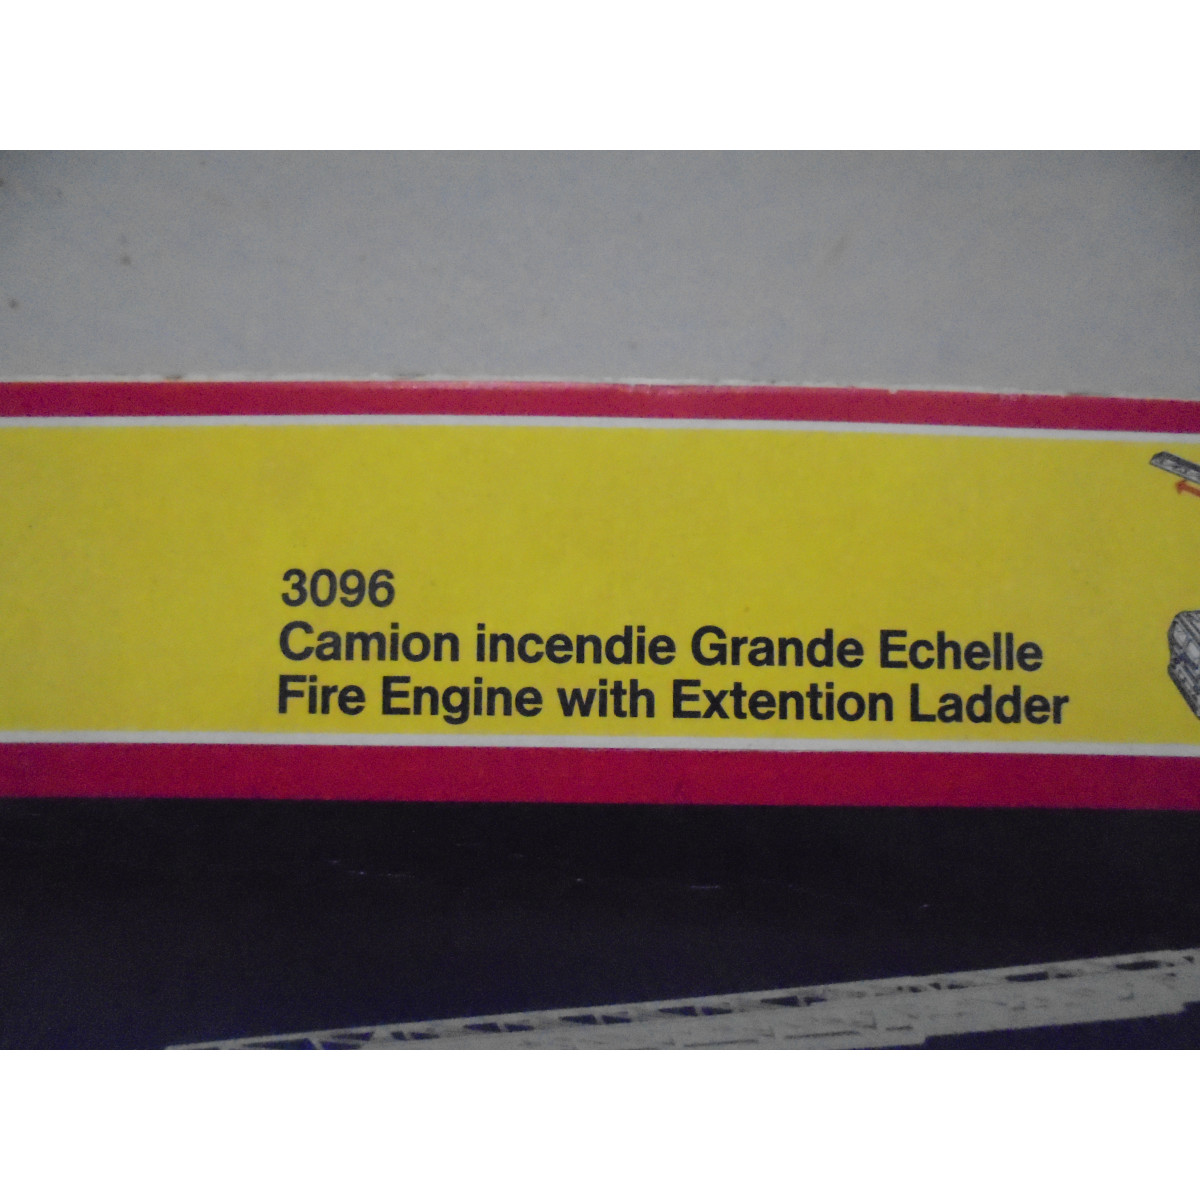 3096
Camion incendie Grande Echelle
Fire Engine with Extention Ladder